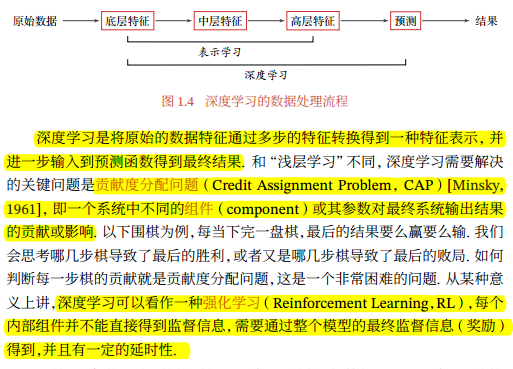 原始数据 底层特征 中层特征 高层特征 预测 结果
表示学习
深度学习
图 1.4 深度学习的数据处理流程
深度学习是将原始的数据特征通过多步的特征转换得到一种特征表示，并
进一步输入到预测函数得到最终结果．和“浅层学习”不同，深度学习需要解决
的关键问题是贡献度分配问题（Credit Assignment Problem，CAP）[Minsky,
1961]，即一个系统中不同的组件（component）或其参数对最终系统输出结果
的贡献或影响．以下围棋为例，每当下完一盘棋，最后的结果要么赢要么输．我们
会思考哪几步棋导致了最后的胜利，或者又是哪几步棋导致了最后的败局．如何
判断每一步棋的贡献就是贡献度分配问题，这是一个非常困难的问题．从某种意
义上讲，深度学习可以看作一种强化学习（Reinforcement Learning，RL），每个
内部组件并不能直接得到监督信息，需要通过整个模型的最终监督信息（奖励）
得到，并且有一定的延时性．